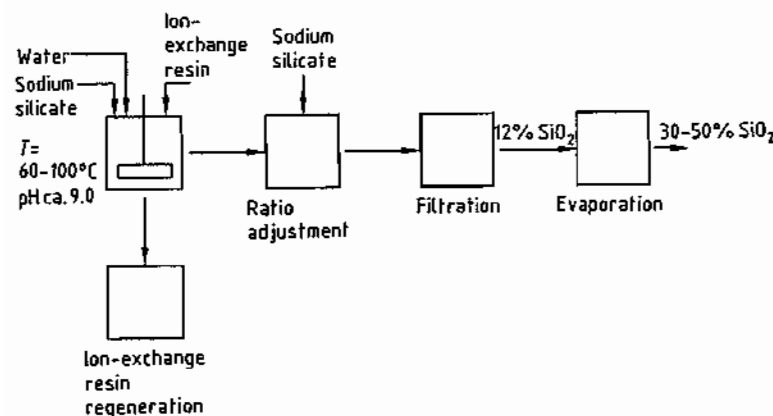 Ion-
exchange
resin
Water
Sodium
silicate
T=
60-100°C
pH ca. 9.0
Sodium
silicate
Ratio
adjustment
Filtration
12% SiO₂
Evaporation
30-50% SiO₂
Ion-exchange
resin
regeneration